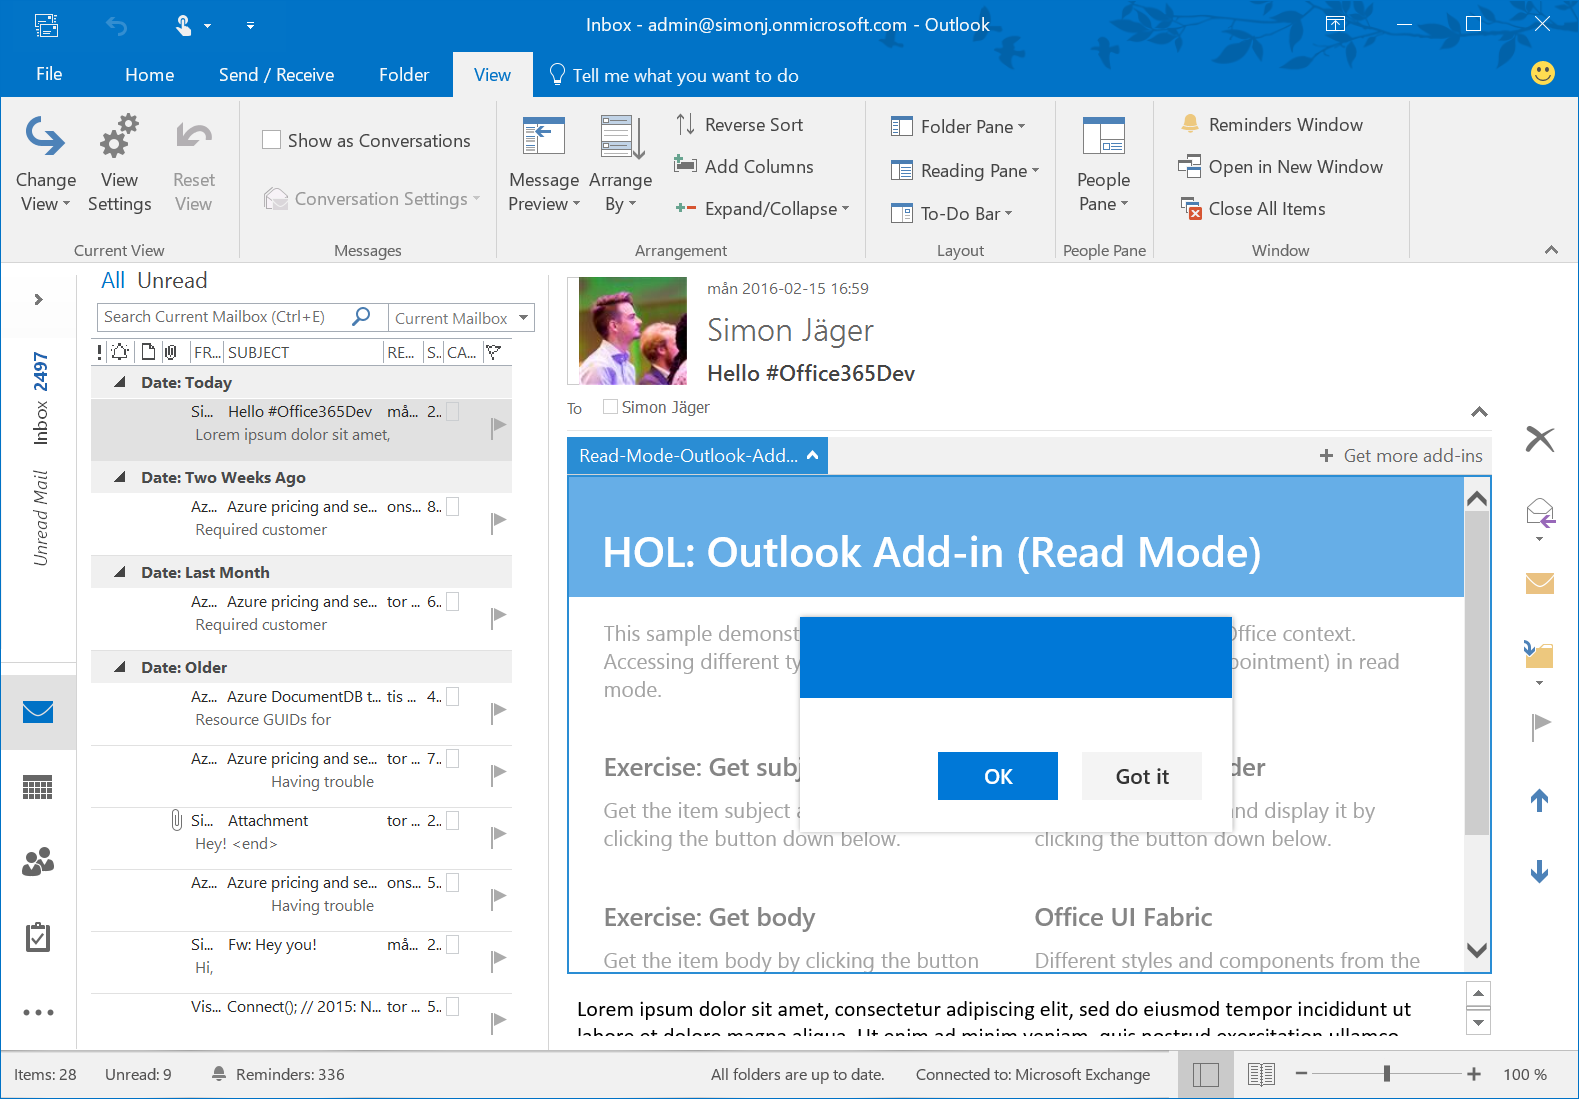 Inbox - admin@simonj.onmicrosoft.com - Outlook
File Home Send / Receive Folder View Tell me what you want to do
Change View
View Settings
Reset View
Current View
Show as Conversations
Conversation Settings
Messages
Message Preview
Arrange By
Reverse Sort
Add Columns
Expand/Collapse
Arrangement
Folder Pane
Reading Pane
To-Do Bar
Layout
People Pane
People Pane
Reminders Window
Open in New Window
Close All Items
Window
Inbox 2497
Unread Mail
All Unread
Search Current Mailbox (Ctrl+E) Current Mailbox
! FR... SUBJECT RE... S... CA...
Date: Today
Si... Hello #Office365Dev må... 2..
Lorem ipsum dolor sit amet,
Date: Two Weeks Ago
Az... Azure pricing and se... ons... 8..
Required customer
Date: Last Month
Az... Azure pricing and se... tor ... 6..
Required customer
Date: Older
Az... Azure DocumentDB t... tis ... 4..
Resource GUIDs for
Az... Azure pricing and se... tor ... 7..
Having trouble
Si... Attachment tor ... 2..
Hey! <end>
Az... Azure pricing and se... ons... 5..
Having trouble
Si... Fw: Hey you! må... 2..
Hi,
Vis... Connect(); // 2015: N... tor ... 5..
mån 2016-02-15 16:59
Simon Jäger
Hello #Office365Dev
To Simon Jäger
Read-Mode-Outlook-Add... + Get more add-ins
HOL: Outlook Add-in (Read Mode)
This sample demonst ffice context.
Accessing different ty pointment) in read
mode.
OK Got it
Exercise: Get subj der
Get the item subject a nd display it by
clicking the button down below. clicking the button down below.
Exercise: Get body Office UI Fabric
Get the item body by clicking the button Different styles and components from the
Lorem ipsum dolor sit amet, consectetur adipiscing elit, sed do eiusmod tempor incididunt ut
labore et dolore magna aliqua. Ut enim ad minim veniam, quis nostrud exercitation ullamco
Items: 28 Unread: 9 Reminders: 336 All folders are up to date. Connected to: Microsoft Exchange 100 %